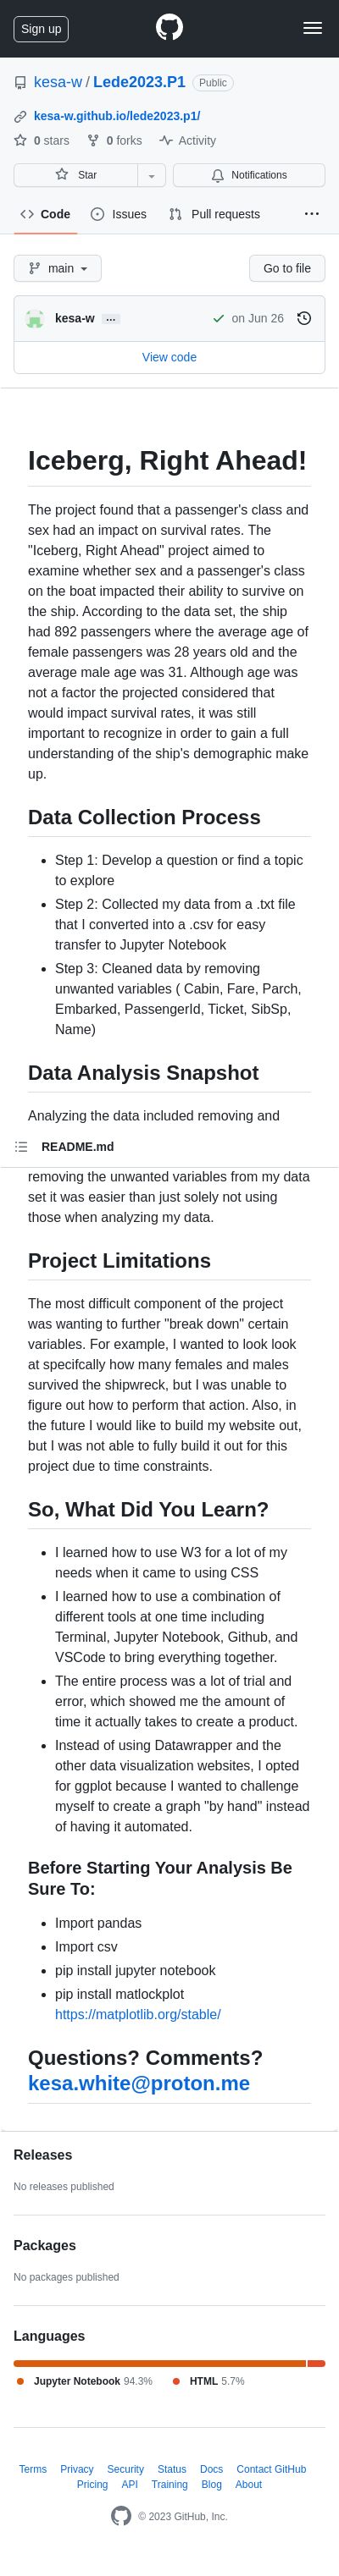 Sign up
kesa-w / Lede2023.P1 Public
kesa-w.github.io/lede2023.p1/
0 stars 0 forks Activity
Star Notifications
Code Issues Pull requests
main Go to file
kesa-w … on Jun 26
View code
Iceberg, Right Ahead!
The project found that a passenger's class and
sex had an impact on survival rates. The
"Iceberg, Right Ahead" project aimed to
examine whether sex and a passenger's class
on the boat impacted their ability to survive on
the ship. According to the data set, the ship
had 892 passengers where the average age of
female passengers was 28 years old and the
average male age was 31. Although age was
not a factor the projected considered that
would impact survival rates, it was still
important to recognize in order to gain a full
understanding of the ship's demographic make
up.
Data Collection Process
• Step 1: Develop a question or find a topic
to explore
• Step 2: Collected my data from a .txt file
that I converted into a .csv for easy
transfer to Jupyter Notebook
• Step 3: Cleaned data by removing
unwanted variables ( Cabin, Fare, Parch,
Embarked, PassengerId, Ticket, SibSp,
Name)
Data Analysis Snapshot
Analyzing the data included removing and
README.md
removing the unwanted variables from my data
set it was easier than just solely not using
those when analyzing my data.
Project Limitations
The most difficult component of the project
was wanting to further "break down" certain
variables. For example, I wanted to look look
at specifcally how many females and males
survived the shipwreck, but I was unable to
figure out how to perform that action. Also, in
the future I would like to build my website out,
but I was not able to fully build it out for this
project due to time constraints.
So, What Did You Learn?
• I learned how to use W3 for a lot of my
needs when it came to using CSS
• I learned how to use a combination of
different tools at one time including
Terminal, Jupyter Notebook, Github, and
VSCode to bring everything together.
• The entire process was a lot of trial and
error, which showed me the amount of
time it actually takes to create a product.
• Instead of using Datawrapper and the
other data visualization websites, I opted
for ggplot because I wanted to challenge
myself to create a graph "by hand" instead
of having it automated.
Before Starting Your Analysis Be
Sure To:
• Import pandas
• Import csv
• pip install jupyter notebook
• pip install matlockplot
https://matplotlib.org/stable/
Questions? Comments?
kesa.white@proton.me
Releases
No releases published
Packages
No packages published
Languages
Jupyter Notebook 94.3% HTML 5.7%
Terms Privacy Security Status Docs Contact GitHub
Pricing API Training Blog About
© 2023 GitHub, Inc.